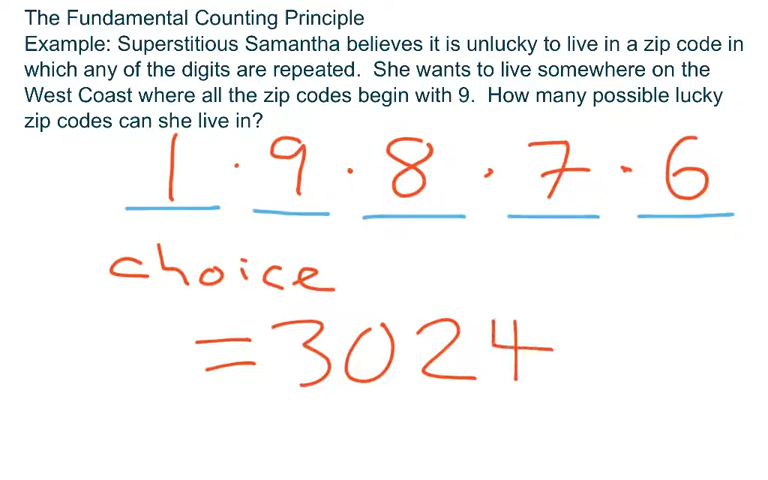 The Fundamental Counting Principle
Example: Superstitious Samantha believes it is unlucky to live in a zip code in
which any of the digits are repeated.  She wants to live somewhere on the
West Coast where all the zip codes begin with 9.  How many possible lucky
zip codes can she live in?
1 · 9 · 8 · 7 · 6
choice
= 3024